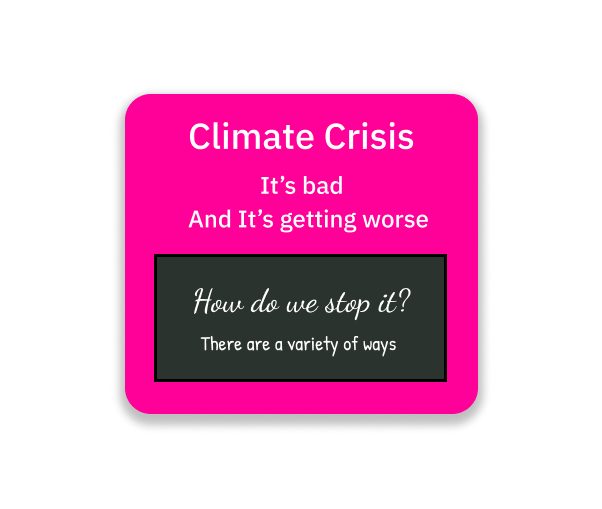 Climate Crisis
It’s bad
And It’s getting worse
How do we stop it?
There are a variety of ways